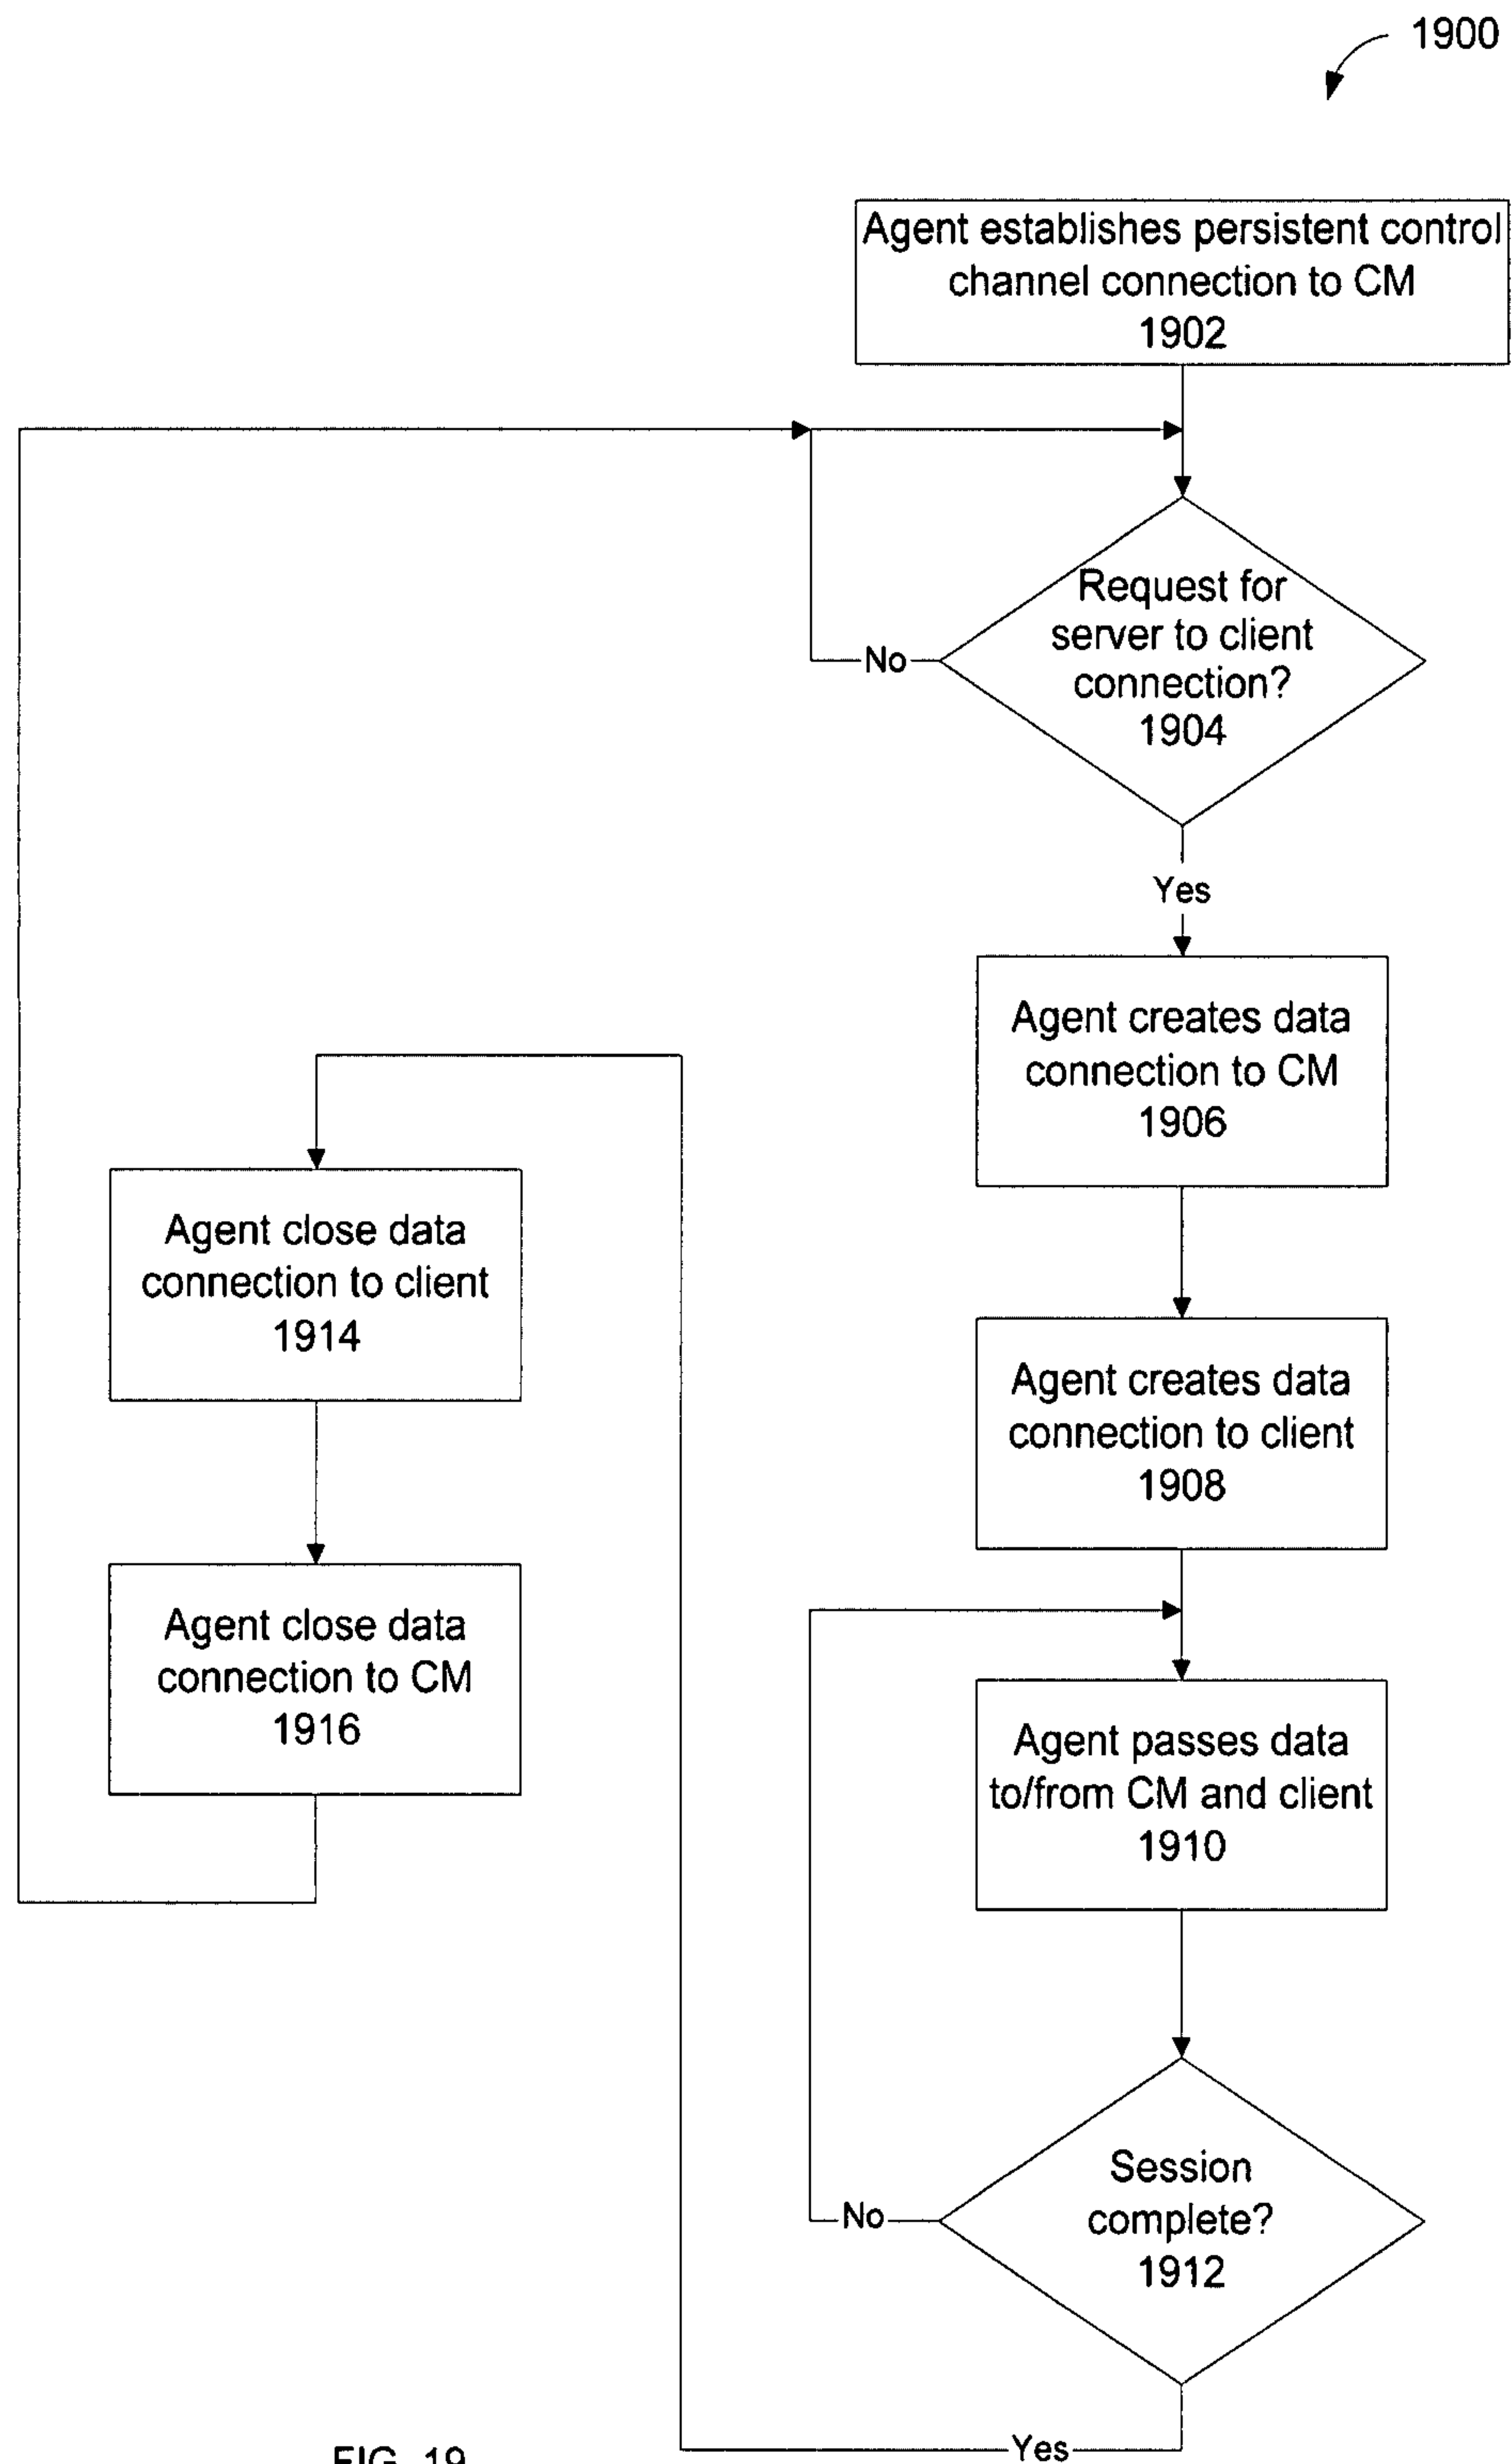 1900
Agent establishes persistent control
channel connection to CM
1902
Request for
server to client
connection?
1904
No
Yes
Agent creates data
connection to CM
1906
Agent creates data
connection to client
1908
Agent passes data
to/from CM and client
1910
Session
complete?
1912
No
Yes
Agent close data
connection to client
1914
Agent close data
connection to CM
1916
FIG. 19